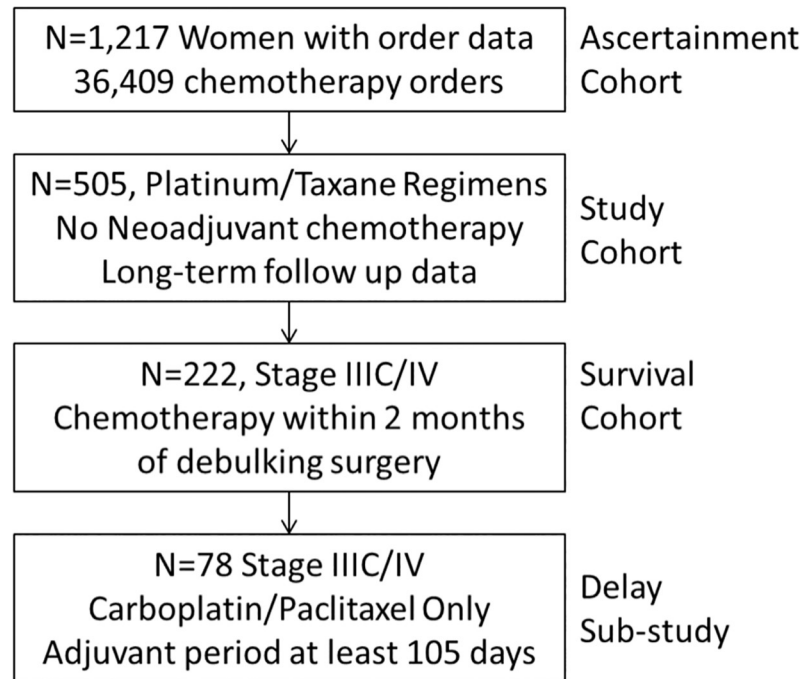 N=1,217 Women with order data
36,409 chemotherapy orders
Ascertainment
Cohort
N=505, Platinum/Taxane Regimens
No Neoadjuvant chemotherapy
Long-term follow up data
Study
Cohort
N=222, Stage IIIC/IV
Chemotherapy within 2 months
of debulking surgery
Survival
Cohort
N=78 Stage IIIC/IV
Carboplatin/Paclitaxel Only
Adjuvant period at least 105 days
Delay
Sub-study